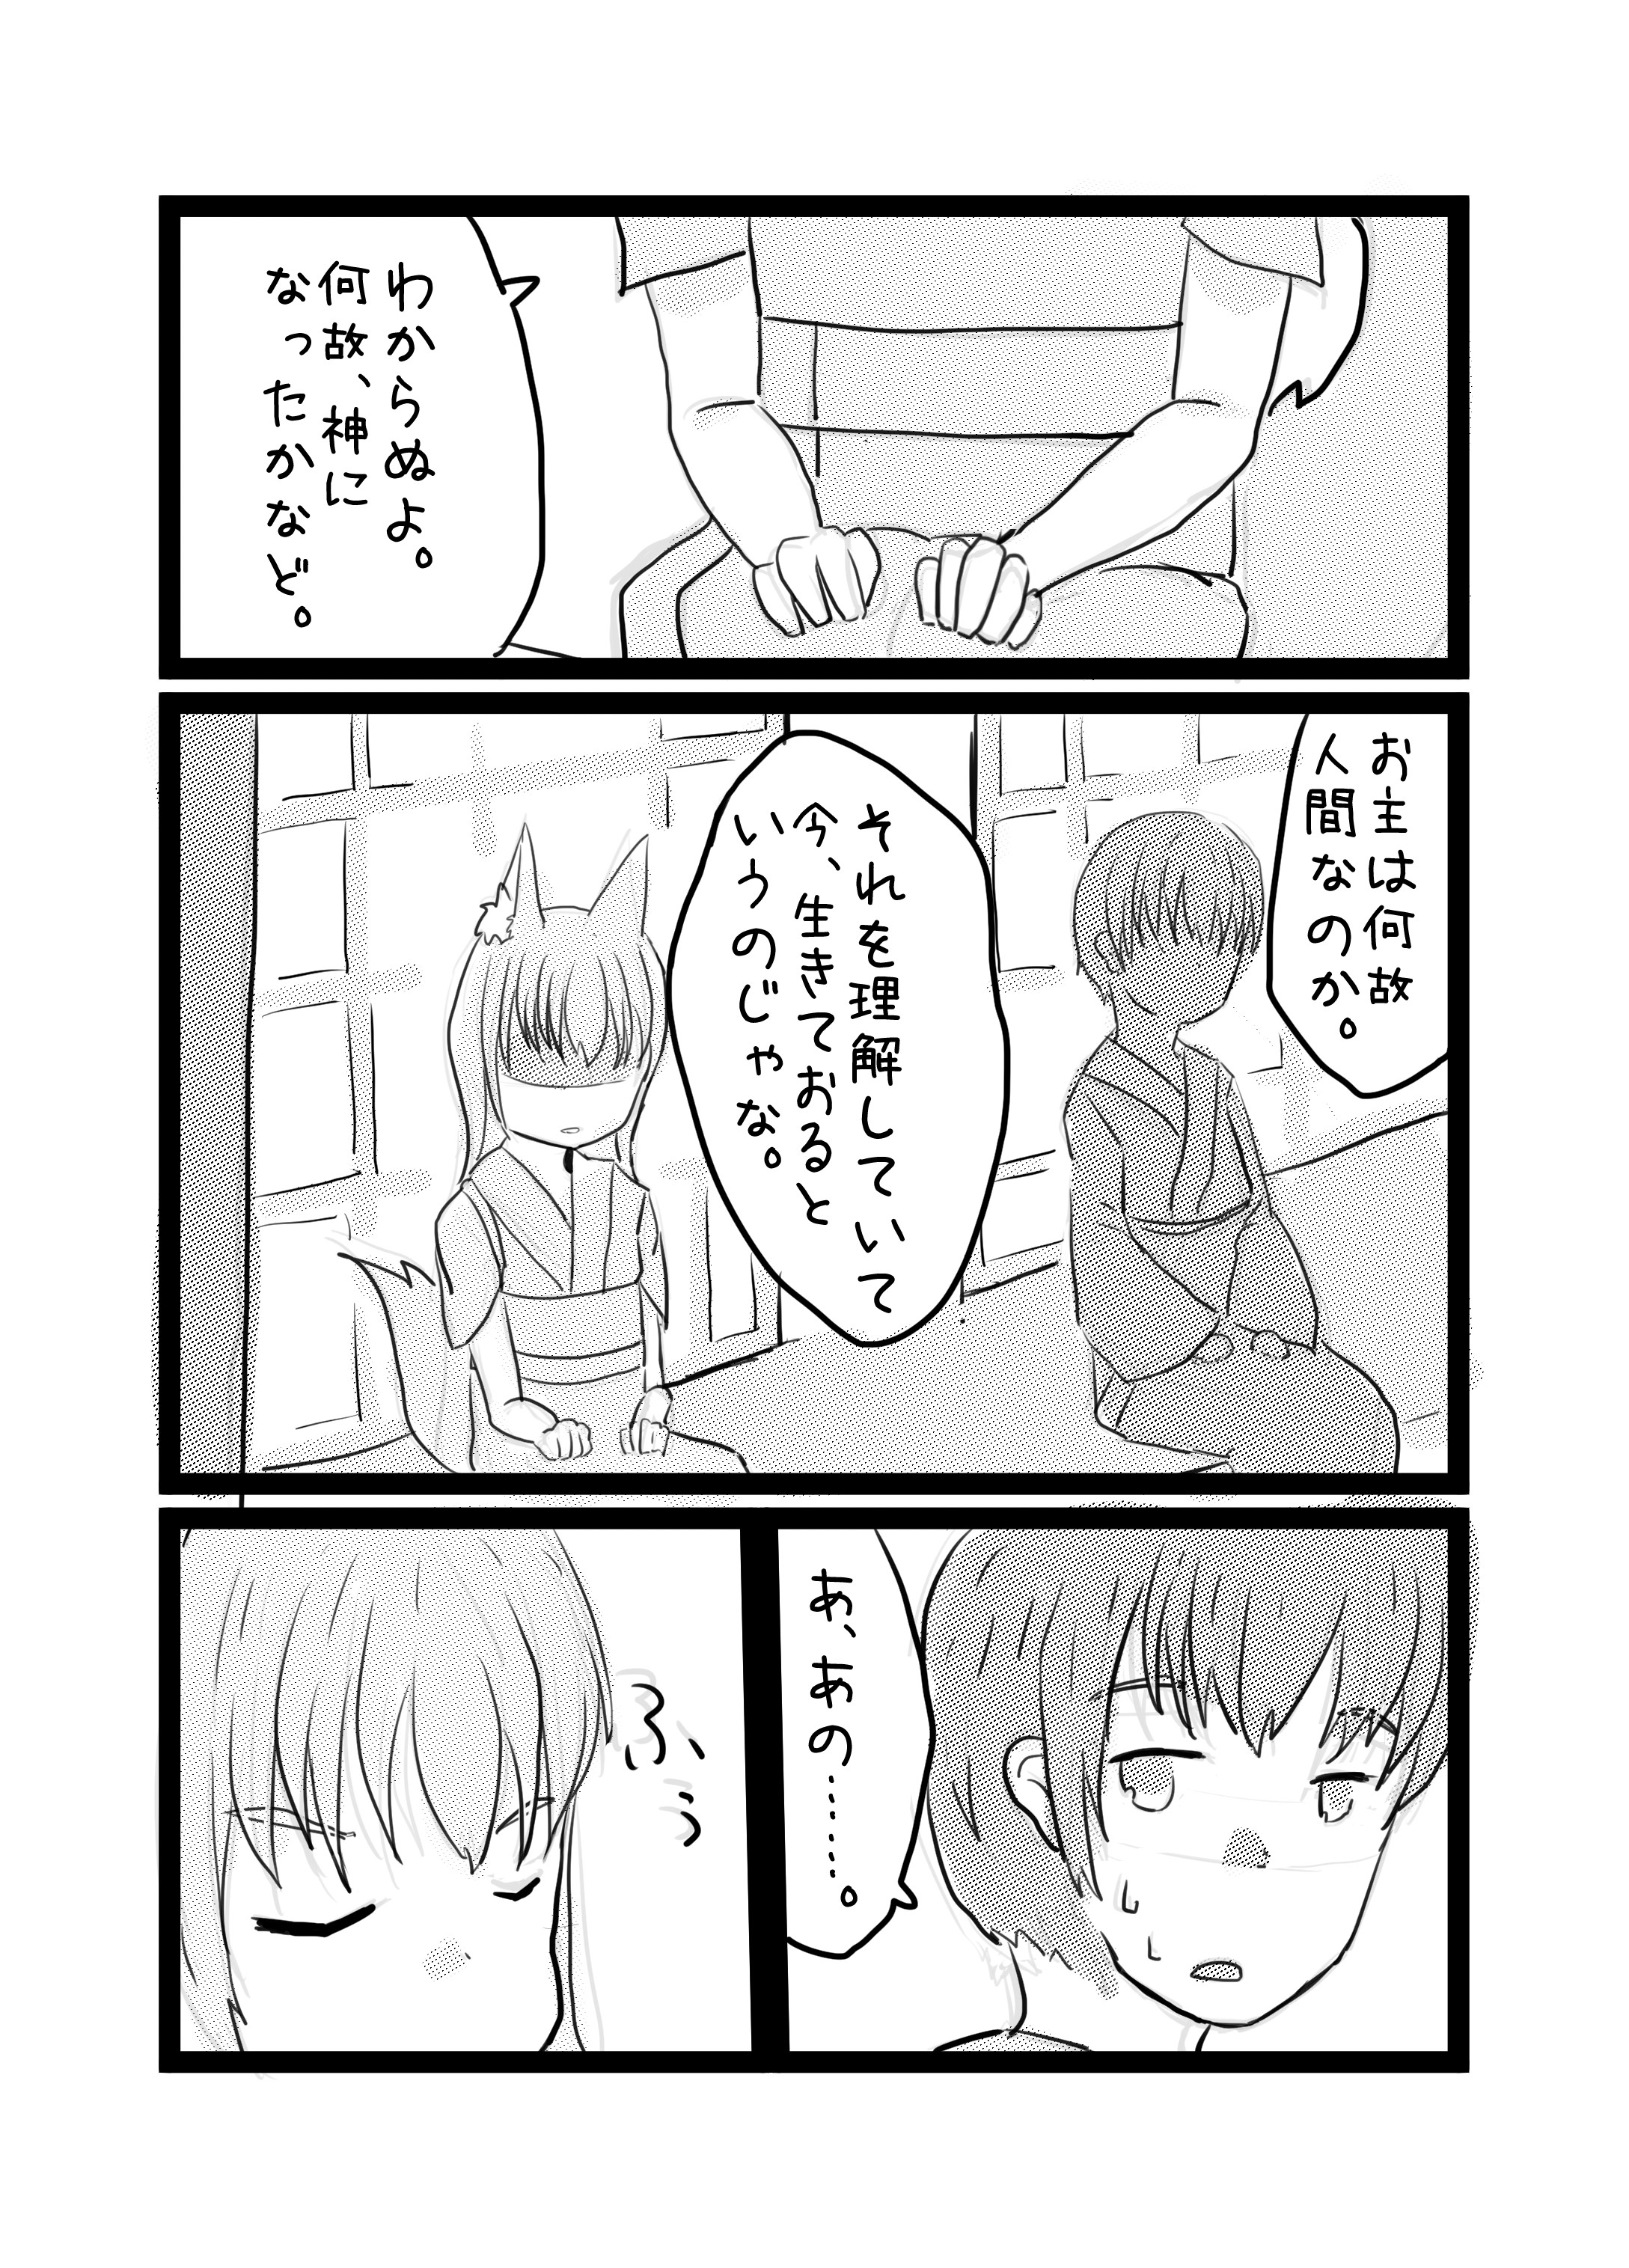 わからぬよ。
何故、神に
なったかなど。
お主は何故
人間なのか。
それを理解していて
今、生きておると
いうのじゃな。
あ、あの………。
ふぅ